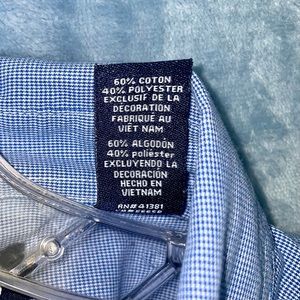 60% COTON
40% POLYESTER
EXCLUSIF DE LA
DÉCORATION
FABRIQUÉ AU
VIÊT NAM
60% ALGODÓN
40% poliéster
EXCLUYENDO LA
DECORACIÓN
HECHO EN
VIETNAM
RN# 41381